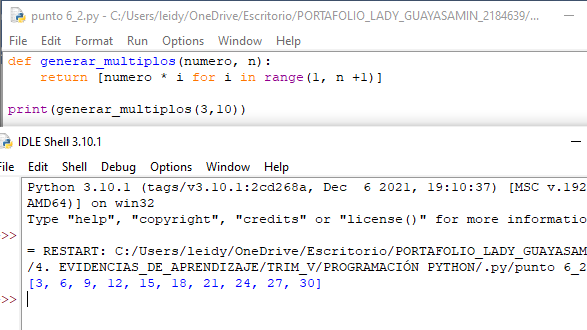 punto 6_2.py - C:/Users/leidy/OneDrive/Escritorio/PORTAFOLIO_LADY_GUAYASAMIN_2184639/...
File Edit Format Run Options Window Help
def generar_multiplos(numero, n):
return [numero * i for i in range(1, n +1)]
print(generar_multiplos(3,10))
IDLE Shell 3.10.1
File Edit Shell Debug Options Window Help
Python 3.10.1 (tags/v3.10.1:2cd268a, Dec 6 2021, 19:10:37) [MSC v.192
AMD64)] on win32
Type "help", "copyright", "credits" or "license()" for more informatio
>>
= RESTART: C:/Users/leidy/OneDrive/Escritorio/PORTAFOLIO_LADY_GUAYASAM
/4. EVIDENCIAS_DE_APRENDIZAJE/TRIM_V/PROGRAMACIÓN PYTHON/.py/punto 6_2
[3, 6, 9, 12, 15, 18, 21, 24, 27, 30]
>>